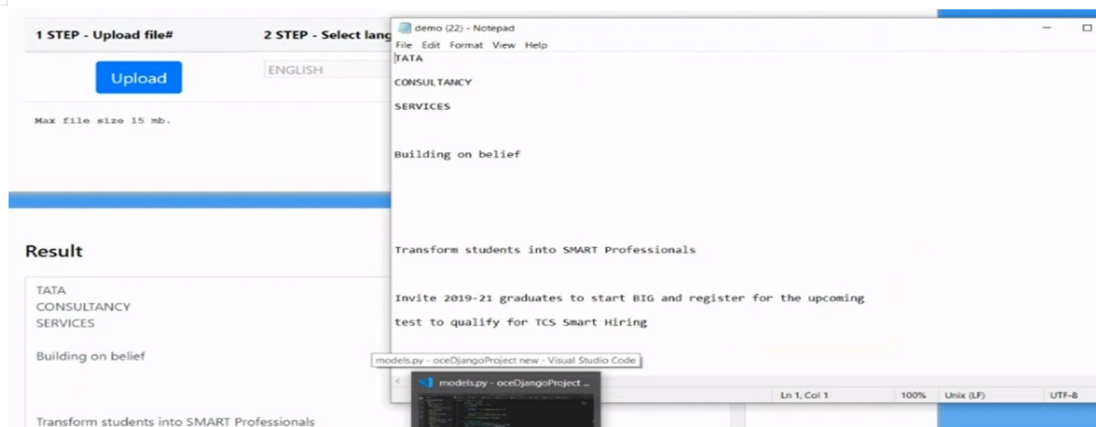 1 STEP - Upload file#
2 STEP - Select lang
Upload
ENGLISH
Max file size 15 mb.
Result
TATA
CONSULTANCY
SERVICES
Building on belief
Transform students into SMART Professionals
demo (22) - Notepad
File Edit Format View Help
TATA
CONSULTANCY
SERVICES
Building on belief
Transform students into SMART Professionals
Invite 2019-21 graduates to start BIG and register for the upcoming
test to qualify for TCS Smart Hiring
models.py - oceDjangoProject new - Visual Studio Code
models.py - oceDjangoProject ...
Ln 1, Col 1
100%
Unix (LF)
UTF-8